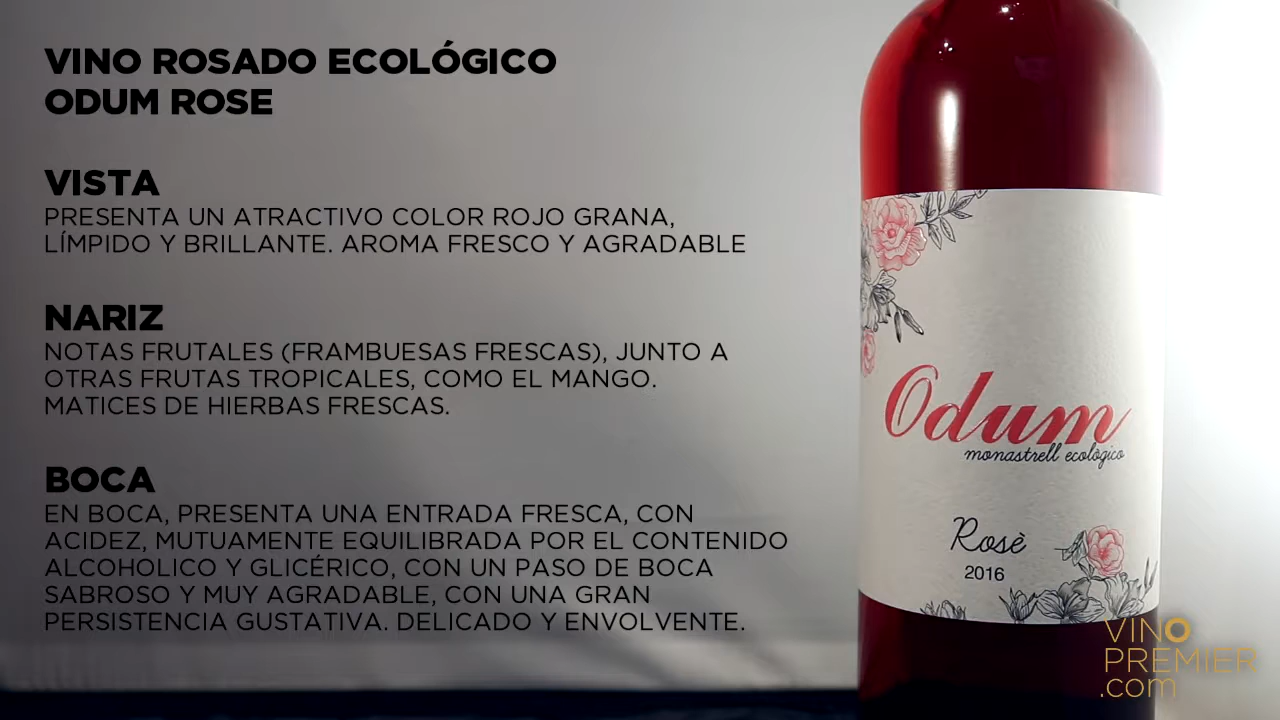 VINO ROSADO ECOLÓGICO
ODUM ROSE
VISTA
PRESENTA UN ATRACTIVO COLOR ROJO GRANA,
LÍMPIDO Y BRILLANTE. AROMA FRESCO Y AGRADABLE
NARIZ
NOTAS FRUTALES (FRAMBUESAS FRESCAS), JUNTO A
OTRAS FRUTAS TROPICALES, COMO EL MANGO.
MATICES DE HIERBAS FRESCAS.
BOCA
EN BOCA, PRESENTA UNA ENTRADA FRESCA, CON
ACIDEZ, MUTUAMENTE EQUILIBRADA POR EL CONTENIDO
ALCOHOLICO Y GLICÉRICO, CON UN PASO DE BOCA
SABROSO Y MUY AGRADABLE, CON UNA GRAN
PERSISTENCIA GUSTATIVA. DELICADO Y ENVOLVENTE.
Odum
monastrell ecològico
Rosè
2016
VINO
PREMIER
.com